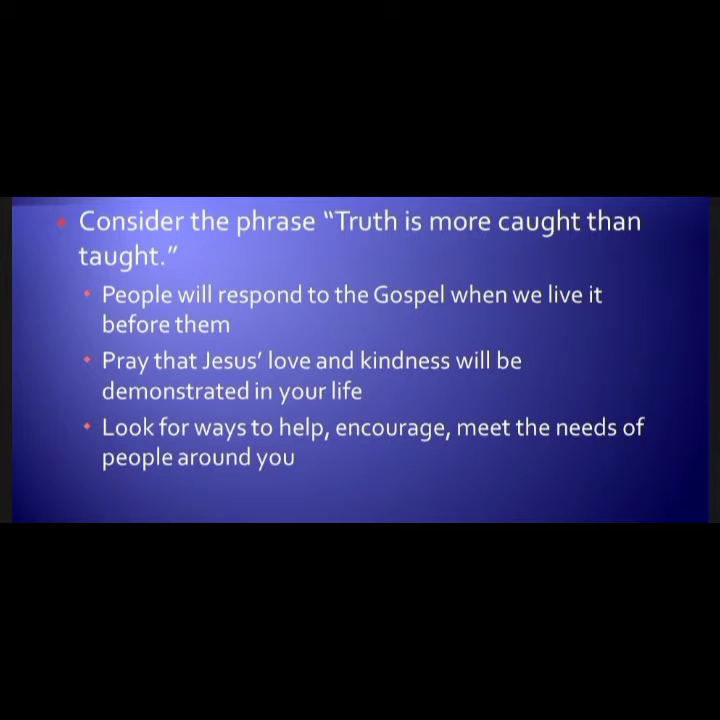 Consider the phrase “Truth is more caught than
taught.”
People will respond to the Gospel when we live it
before them
Pray that Jesus’ love and kindness will be
demonstrated in your life
Look for ways to help, encourage, meet the needs of
people around you